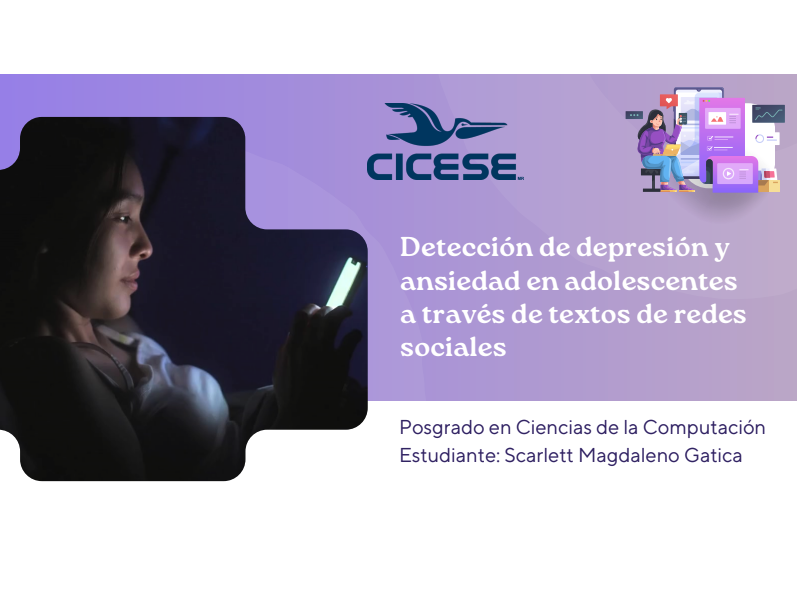 CICESE
Detección de depresión y
ansiedad en adolescentes
a través de textos de redes
sociales
Posgrado en Ciencias de la Computación
Estudiante: Scarlett Magdaleno Gatica